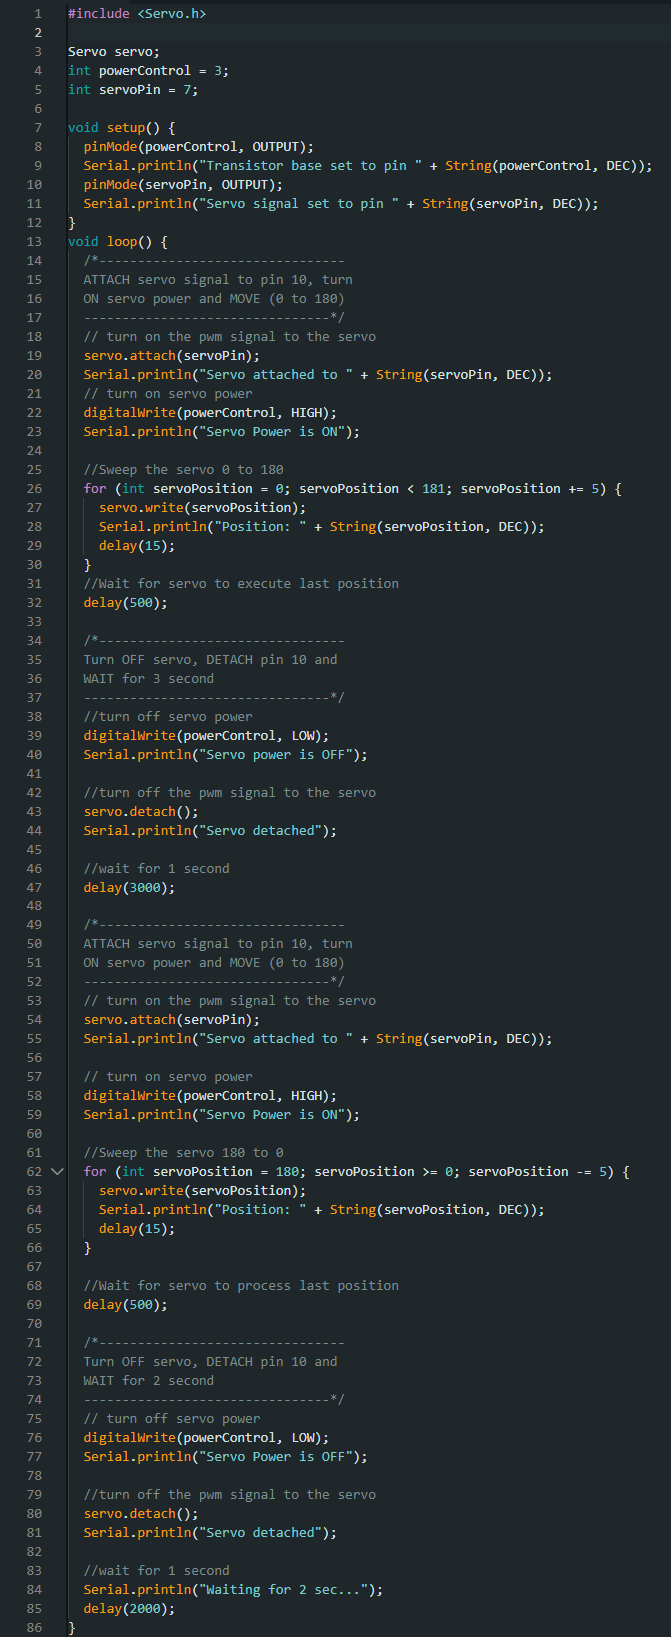 1 #include <Servo.h>
2
3 Servo servo;
4 int powerControl = 3;
5 int servoPin = 7;
6
7 void setup() {
8   pinMode(powerControl, OUTPUT);
9   Serial.println("Transistor base set to pin " + String(powerControl, DEC));
10   pinMode(servoPin, OUTPUT);
11   Serial.println("Servo signal set to pin " + String(servoPin, DEC));
12 }
13 void loop() {
14   /*--------------------------------
15   ATTACH servo signal to pin 10, turn
16   ON servo power and MOVE (0 to 180)
17   --------------------------------*/
18   // turn on the pwm signal to the servo
19   servo.attach(servoPin);
20   Serial.println("Servo attached to " + String(servoPin, DEC));
21   // turn on servo power
22   digitalWrite(powerControl, HIGH);
23   Serial.println("Servo Power is ON");
24
25   //Sweep the servo 0 to 180
26   for (int servoPosition = 0; servoPosition < 181; servoPosition += 5) {
27     servo.write(servoPosition);
28     Serial.println("Position: " + String(servoPosition, DEC));
29     delay(15);
30   }
31   //Wait for servo to execute last position
32   delay(500);
33
34   /*--------------------------------
35   Turn OFF servo, DETACH pin 10 and
36   WAIT for 3 second
37   --------------------------------*/
38   //turn off servo power
39   digitalWrite(powerControl, LOW);
40   Serial.println("Servo power is OFF");
41
42   //turn off the pwm signal to the servo
43   servo.detach();
44   Serial.println("Servo detached");
45
46   //wait for 1 second
47   delay(3000);
48
49   /*--------------------------------
50   ATTACH servo signal to pin 10, turn
51   ON servo power and MOVE (0 to 180)
52   --------------------------------*/
53   // turn on the pwm signal to the servo
54   servo.attach(servoPin);
55   Serial.println("Servo attached to " + String(servoPin, DEC));
56
57   // turn on servo power
58   digitalWrite(powerControl, HIGH);
59   Serial.println("Servo Power is ON");
60
61   //Sweep the servo 180 to 0
62   for (int servoPosition = 180; servoPosition >= 0; servoPosition -= 5) {
63     servo.write(servoPosition);
64     Serial.println("Position: " + String(servoPosition, DEC));
65     delay(15);
66   }
67
68   //Wait for servo to process last position
69   delay(500);
70
71   /*--------------------------------
72   Turn OFF servo, DETACH pin 10 and
73   WAIT for 2 second
74   --------------------------------*/
75   // turn off servo power
76   digitalWrite(powerControl, LOW);
77   Serial.println("Servo Power is OFF");
78
79   //turn off the pwm signal to the servo
80   servo.detach();
81   Serial.println("Servo detached");
82
83   //wait for 1 second
84   Serial.println("Waiting for 2 sec...");
85   delay(2000);
86 }